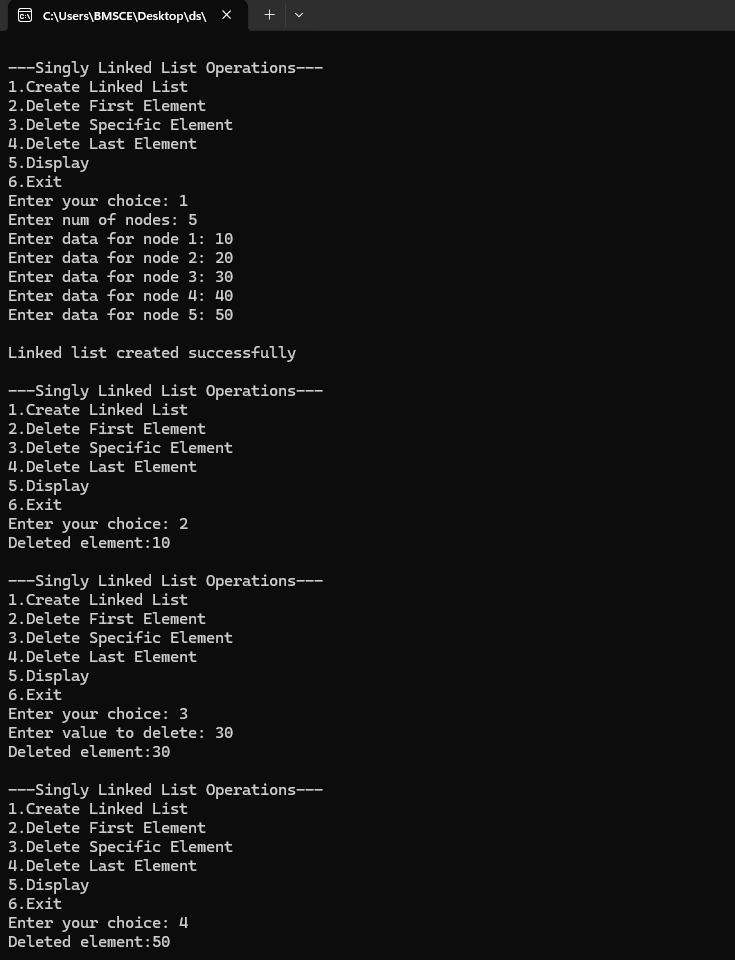 C:\Users\BMSCE\Desktop\ds\
---Singly Linked List Operations---
1.Create Linked List
2.Delete First Element
3.Delete Specific Element
4.Delete Last Element
5.Display
6.Exit
Enter your choice: 1
Enter num of nodes: 5
Enter data for node 1: 10
Enter data for node 2: 20
Enter data for node 3: 30
Enter data for node 4: 40
Enter data for node 5: 50
Linked list created successfully
---Singly Linked List Operations---
1.Create Linked List
2.Delete First Element
3.Delete Specific Element
4.Delete Last Element
5.Display
6.Exit
Enter your choice: 2
Deleted element:10
---Singly Linked List Operations---
1.Create Linked List
2.Delete First Element
3.Delete Specific Element
4.Delete Last Element
5.Display
6.Exit
Enter your choice: 3
Enter value to delete: 30
Deleted element:30
---Singly Linked List Operations---
1.Create Linked List
2.Delete First Element
3.Delete Specific Element
4.Delete Last Element
5.Display
6.Exit
Enter your choice: 4
Deleted element:50